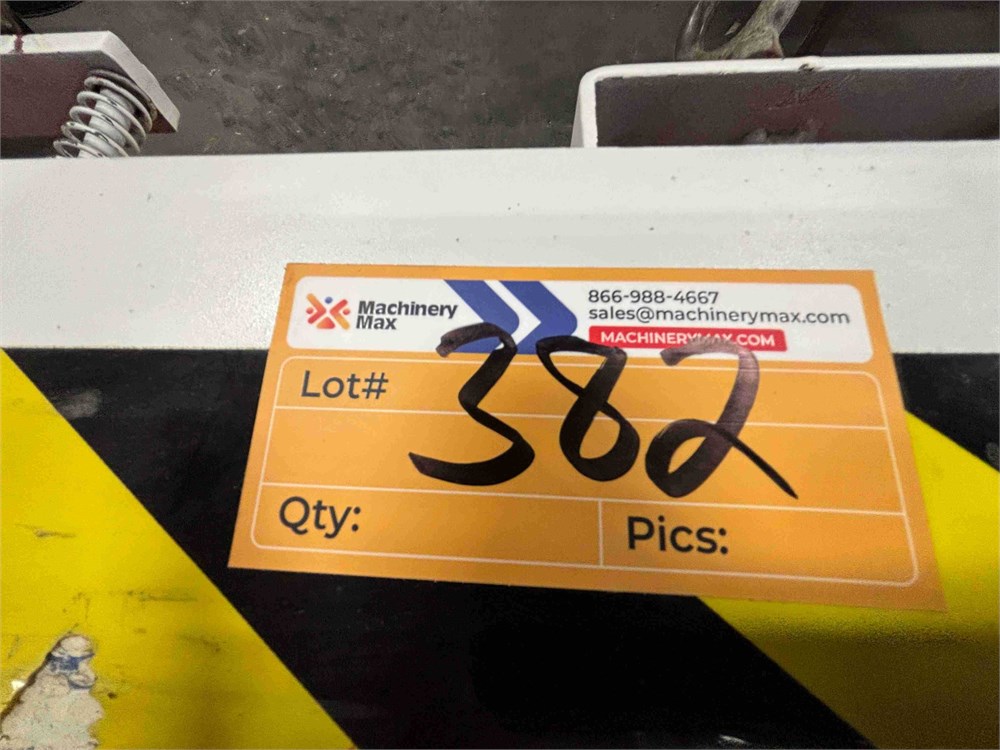 Machinery
Max
866-988-4667
sales@machinerymax.com
MACHINERYMAX.COM
Lot#
382
Qty:
Pics: